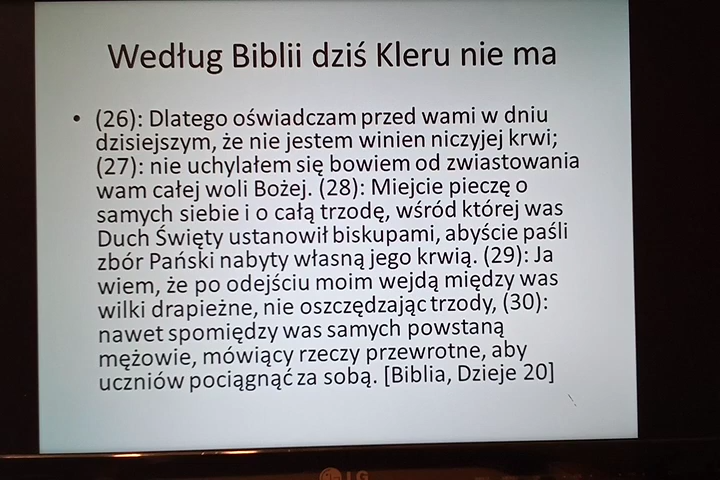 Według Biblii dziś Kleru nie ma
• (26): Dlatego oświadczam przed wami w dniu
dzisiejszym, że nie jestem winien niczyjej krwi;
(27): nie uchylałem się bowiem od zwiastowania
wam całej woli Bożej. (28): Miejcie pieczę o
samych siebie i o całą trzodę, wśród której was
Duch Święty ustanowił biskupami, abyście paśli
zbór Pański nabyty własną jego krwią. (29): Ja
wiem, że po odejściu moim wejdą między was
wilki drapieżne, nie oszczędzając trzody, (30):
nawet spomiędzy was samych powstaną
mężowie, mówiący rzeczy przewrotne, aby
uczniów pociągnąć za sobą. [Biblia, Dzieje 20]
LG